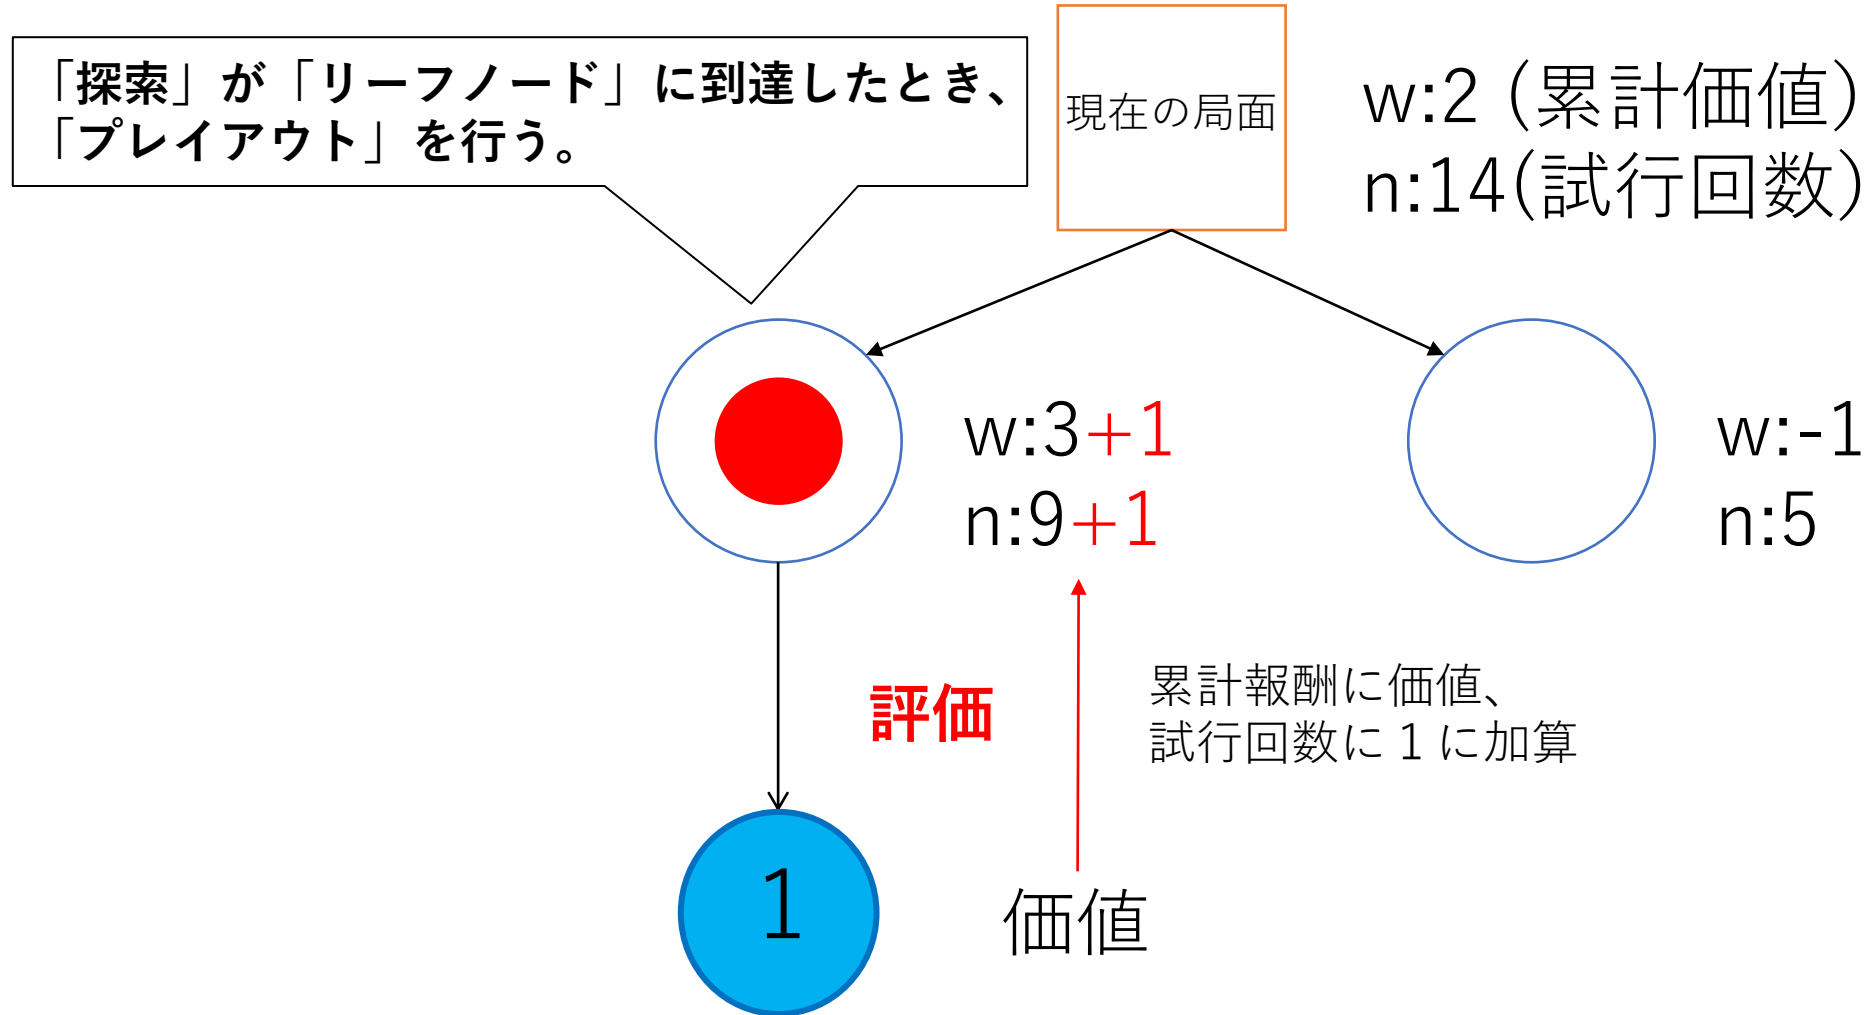 「探索」が「リーフノード」に到達したとき、
「プレイアウト」を行う。
現在の局面
w:2 (累計価値)
n:14(試行回数)
w:3+1
n:9+1
w:-1
n:5
評価
累計報酬に価値、
試行回数に1に加算
1
価値